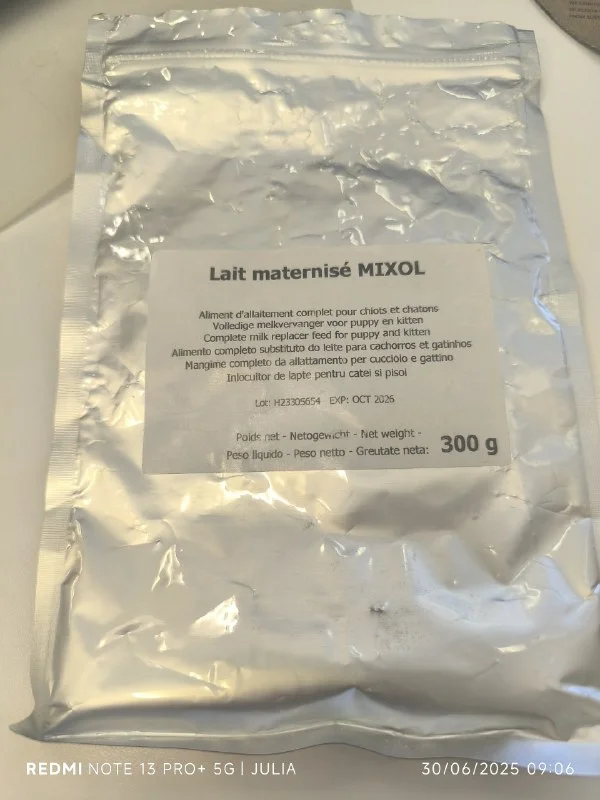 Lait maternisé MIXOL
Aliment d'allaitement complet pour chiots et chatons
Volledige melkvervanger voor puppy en kitten
Complete milk replacer feed for puppy and kitten
Alimento completo substituto do leite para cachorros et gatinhos
Mangime completo da allattamento per cucciolo e gattino
Inlocuitor de lapte pentru catei si pisoi
Lot: H23305654 EXP: OCT 2026
Poids net - Netogewicht - Net weight -
Peso liquido - Peso netto - Greutate neta: 300 g
REDMI NOTE 13 PRO+ 5G | JULIA
30/06/2025 09:06